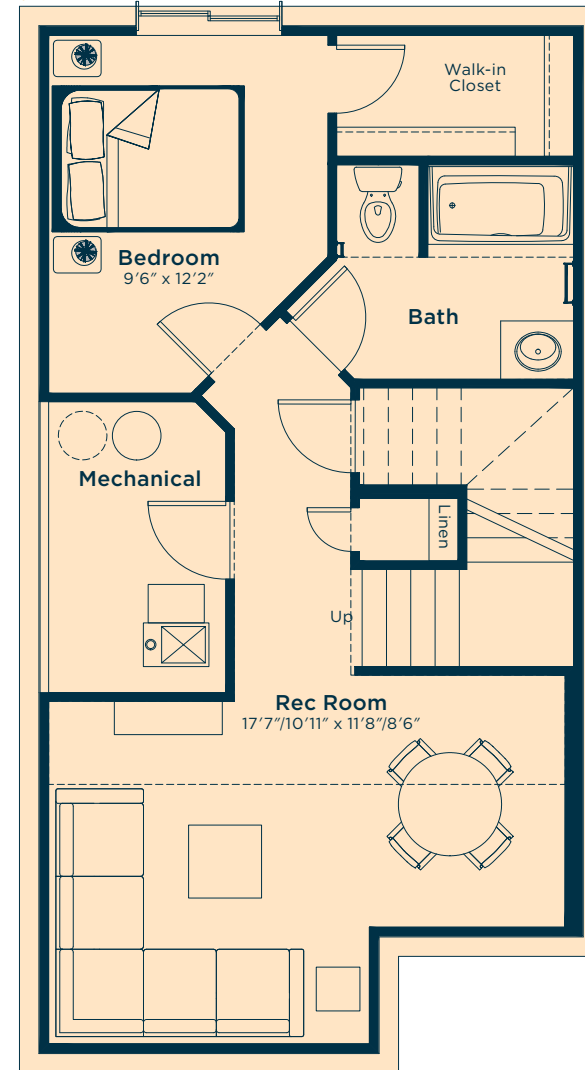 Walk-in
Closet
Bedroom
9′6″ x 12′2″
Bath
Mechanical
Linen
Up
Rec Room
17′7″/10′11″ x 11′8″/8′6″